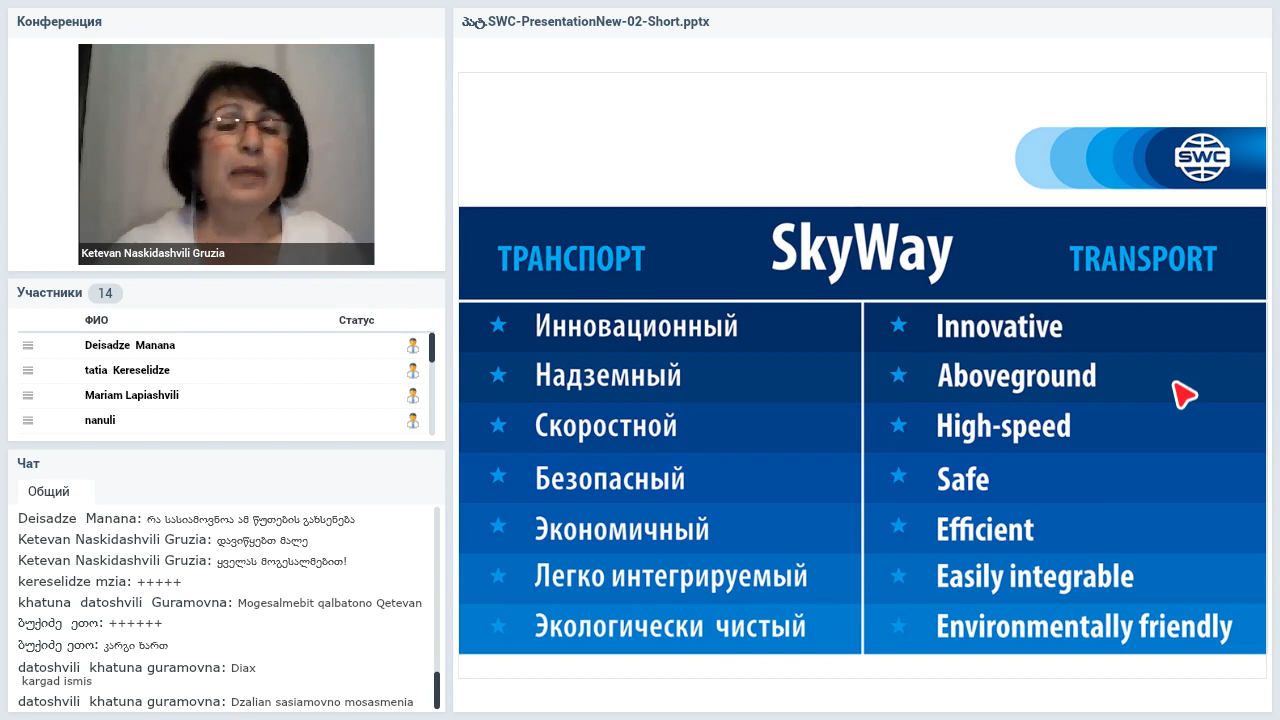 Конференция
Ketevan Naskidashvili Gruzia
Участники 14
ФИО Статус
Deisadze Manana
tatia Kereselidze
Mariam Lapiashvili
nanuli
Чат
Общий
Deisadze Manana: რა სასიამოვნოა ამ წუთების გახსენება
Ketevan Naskidashvili Gruzia: დავიწყებთ მალე
Ketevan Naskidashvili Gruzia: ყველას მოგესალმებით!
kereselidze mzia: +++++
khatuna datoshvili Guramovna: Mogesalmebit qalbatono Qetevan
ბუქიძე ეთო: ++++++
ბუქიძე ეთო: კარგი ხართ
datoshvili khatuna guramovna: Diax
kargad ismis
datoshvili khatuna guramovna: Dzalian sasiamovno mosasmenia
პატ.SWC-PresentationNew-02-Short.pptx
SWC
ТРАНСПОРТ SkyWay TRANSPORT
Инновационный Innovative
Надземный Aboveground
Скоростной High-speed
Безопасный Safe
Экономичный Efficient
Легко интегрируемый Easily integrable
Экологически чистый Environmentally friendly